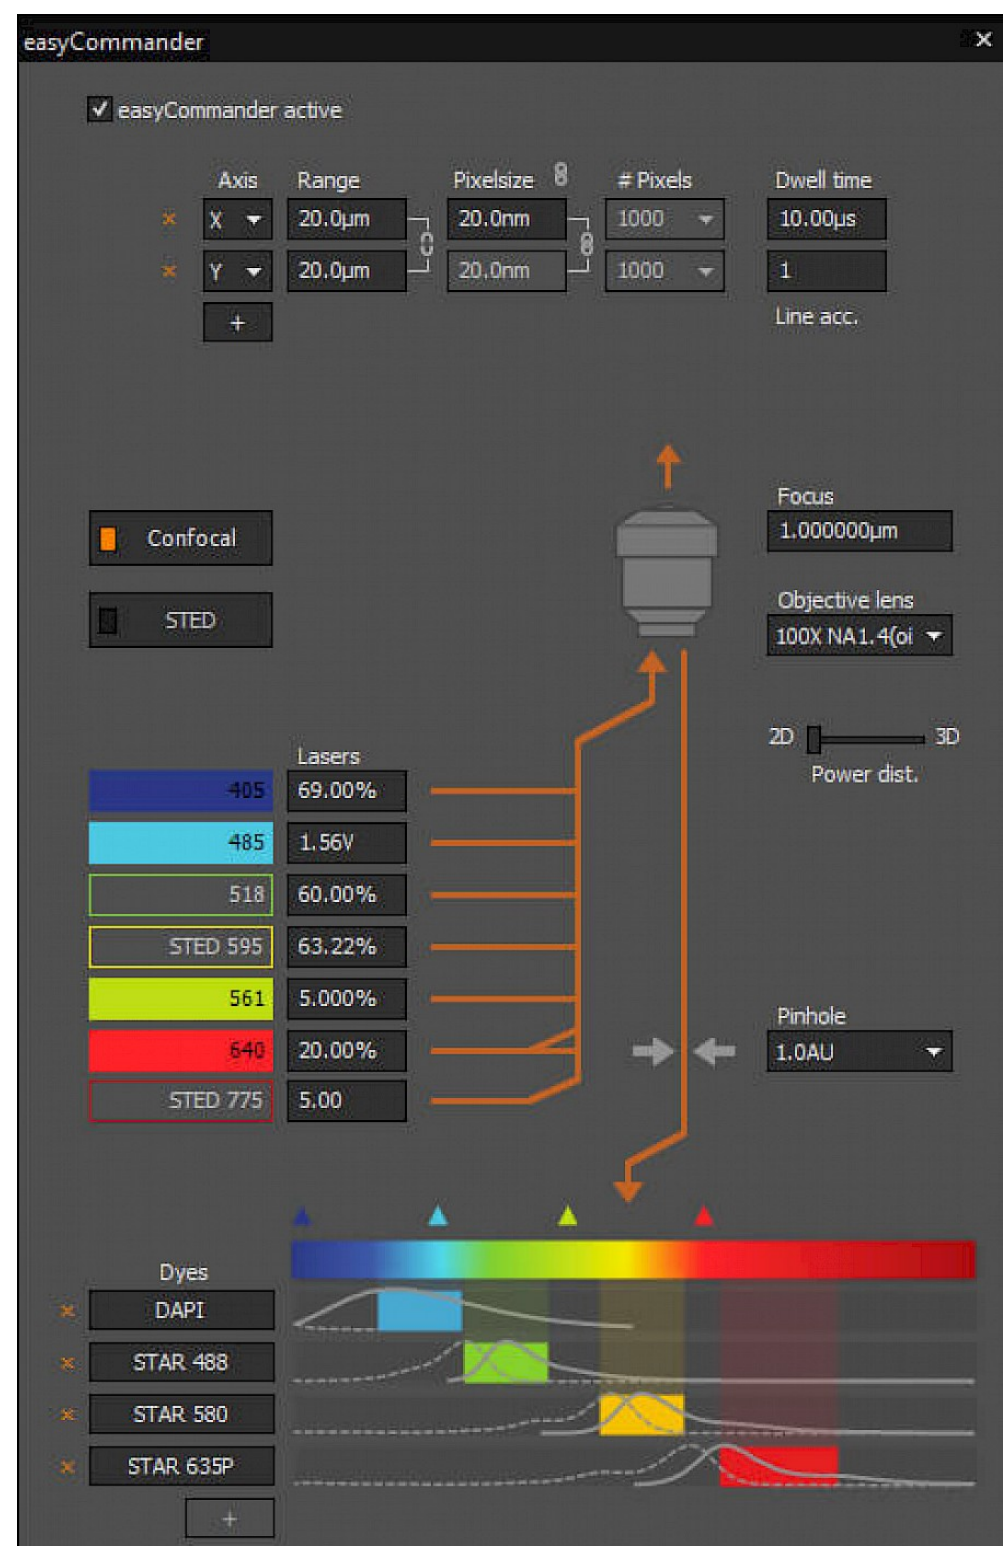 easyCommander
easyCommander active
Axis Range Pixelsize # Pixels Dwell time
X 20.0µm 20.0nm 1000 10.00µs
Y 20.0µm 20.0nm 1000 1
+ Line acc.
Focus
Confocal 1.000000µm
STED Objective lens
100X NA1.4(oi
2D 3D
Lasers Power dist.
405 69.00%
485 1.56V
518 60.00%
STED 595 63.22%
561 5.000%
Pinhole
640 20.00% 1.0AU
STED 775 5.00
Dyes
DAPI
STAR 488
STAR 580
STAR 635P
+